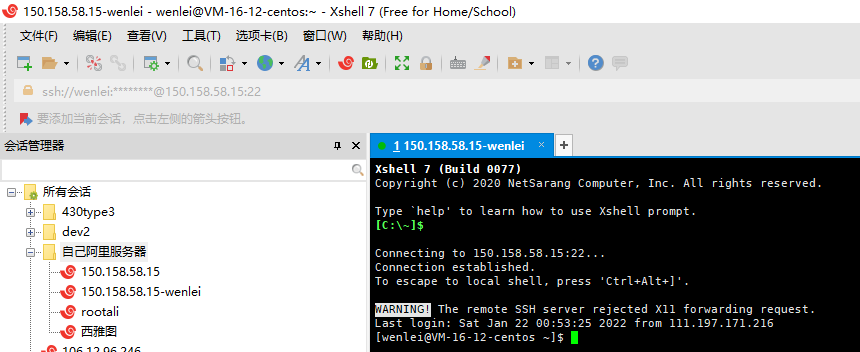 150.158.58.15-wenlei - wenlei@VM-16-12-centos:~ - Xshell 7 (Free for Home/School)
文件(F) 编辑(E) 查看(V) 工具(T) 选项卡(B) 窗口(W) 帮助(H)
ssh://wenlei:********@150.158.58.15:22
要添加当前会话，点击左侧的箭头按钮。
会话管理器
所有会话
430type3
dev2
自己阿里服务器
150.158.58.15
150.158.58.15-wenlei
rootali
西雅图
106.12.96.246
1 150.158.58.15-wenlei
Xshell 7 (Build 0077)
Copyright (c) 2020 NetSarang Computer, Inc. All rights reserved.
Type `help' to learn how to use Xshell prompt.
[C:\~]$
Connecting to 150.158.58.15:22...
Connection established.
To escape to local shell, press 'Ctrl+Alt+]'.
WARNING! The remote SSH server rejected X11 forwarding request.
Last login: Sat Jan 22 00:53:25 2022 from 111.197.171.216
[wenlei@VM-16-12-centos ~]$